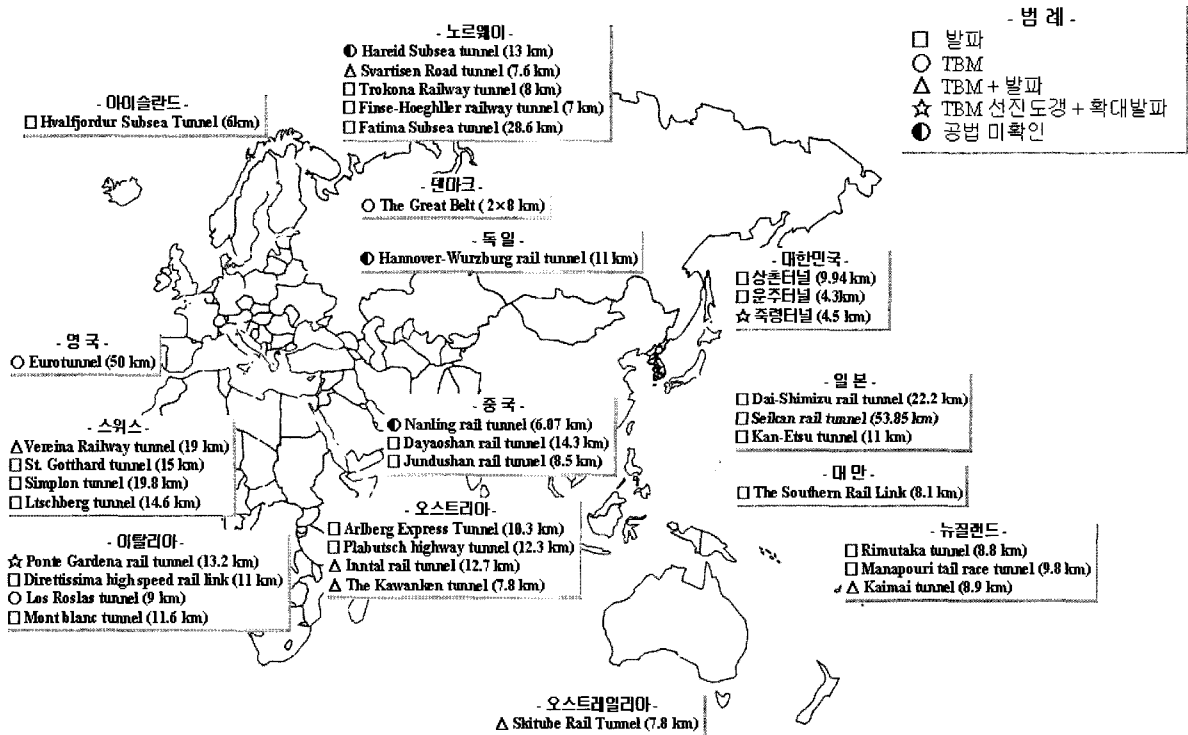 - 노르웨이 -
◐ Hareid Subsea tunnel (13 km)
△ Svartisen Road tunnel (7.6 km)
□ Trokona Railway tunnel (8 km)
□ Finse-Hoeghller railway tunnel (7 km)
□ Fatima Subsea tunnel (28.6 km)
- 범 례 -
□ 발파
○ TBM
△ TBM + 발파
☆ TBM 선진도갱 + 확대발파
◐ 공법 미확인
- 아이슬란드 -
□ Hvalfjordur Subsea Tunnel (6km)
- 덴마크 -
○ The Great Belt ( 2×8 km)
- 독 일 -
◐ Hannover-Wurzburg rail tunnel (11 km)
- 대한민국 -
□ 상촌터널 (9.94 km)
□ 운주터널 (4.3km)
☆ 죽령터널 (4.5 km)
- 영 국 -
○ Eurotunnel (50 km)
- 일 본 -
□ Dai-Shimizu rail tunnel (22.2 km)
□ Seikan rail tunnel (53.85 km)
□ Kan-Etsu tunnel (11 km)
- 중 국 -
◐ Nanling rail tunnel (6.87 km)
□ Dayaoshan rail tunnel (14.3 km)
□ Jundushan rail tunnel (8.5 km)
- 스위스 -
△ Vereina Railway tunnel (19 km)
□ St. Gotthard tunnel (15 km)
□ Simplon tunnel (19.8 km)
□ Ltschberg tunnel (14.6 km)
- 대 만 -
□ The Southern Rail Link (8.1 km)
- 오스트리아 -
□ Arlberg Express Tunnel (10.3 km)
□ Plabutsch highway tunnel (12.3 km)
△ Inntal rail tunnel (12.7 km)
△ The Kawanken tunnel (7.8 km)
- 뉴질랜드 -
□ Rimutaka tunnel (8.8 km)
□ Manapouri tail race tunnel (9.8 km)
△ Kaimai tunnel (8.9 km)
- 이탈리아 -
☆ Ponte Gardena rail tunnel (13.2 km)
□ Direttissima high speed rail link (11 km)
○ Los Roslas tunnel (9 km)
□ Mont blanc tunnel (11.6 km)
- 오스트레일리아 -
△ Skitube Rail Tunnel (7.8 km)